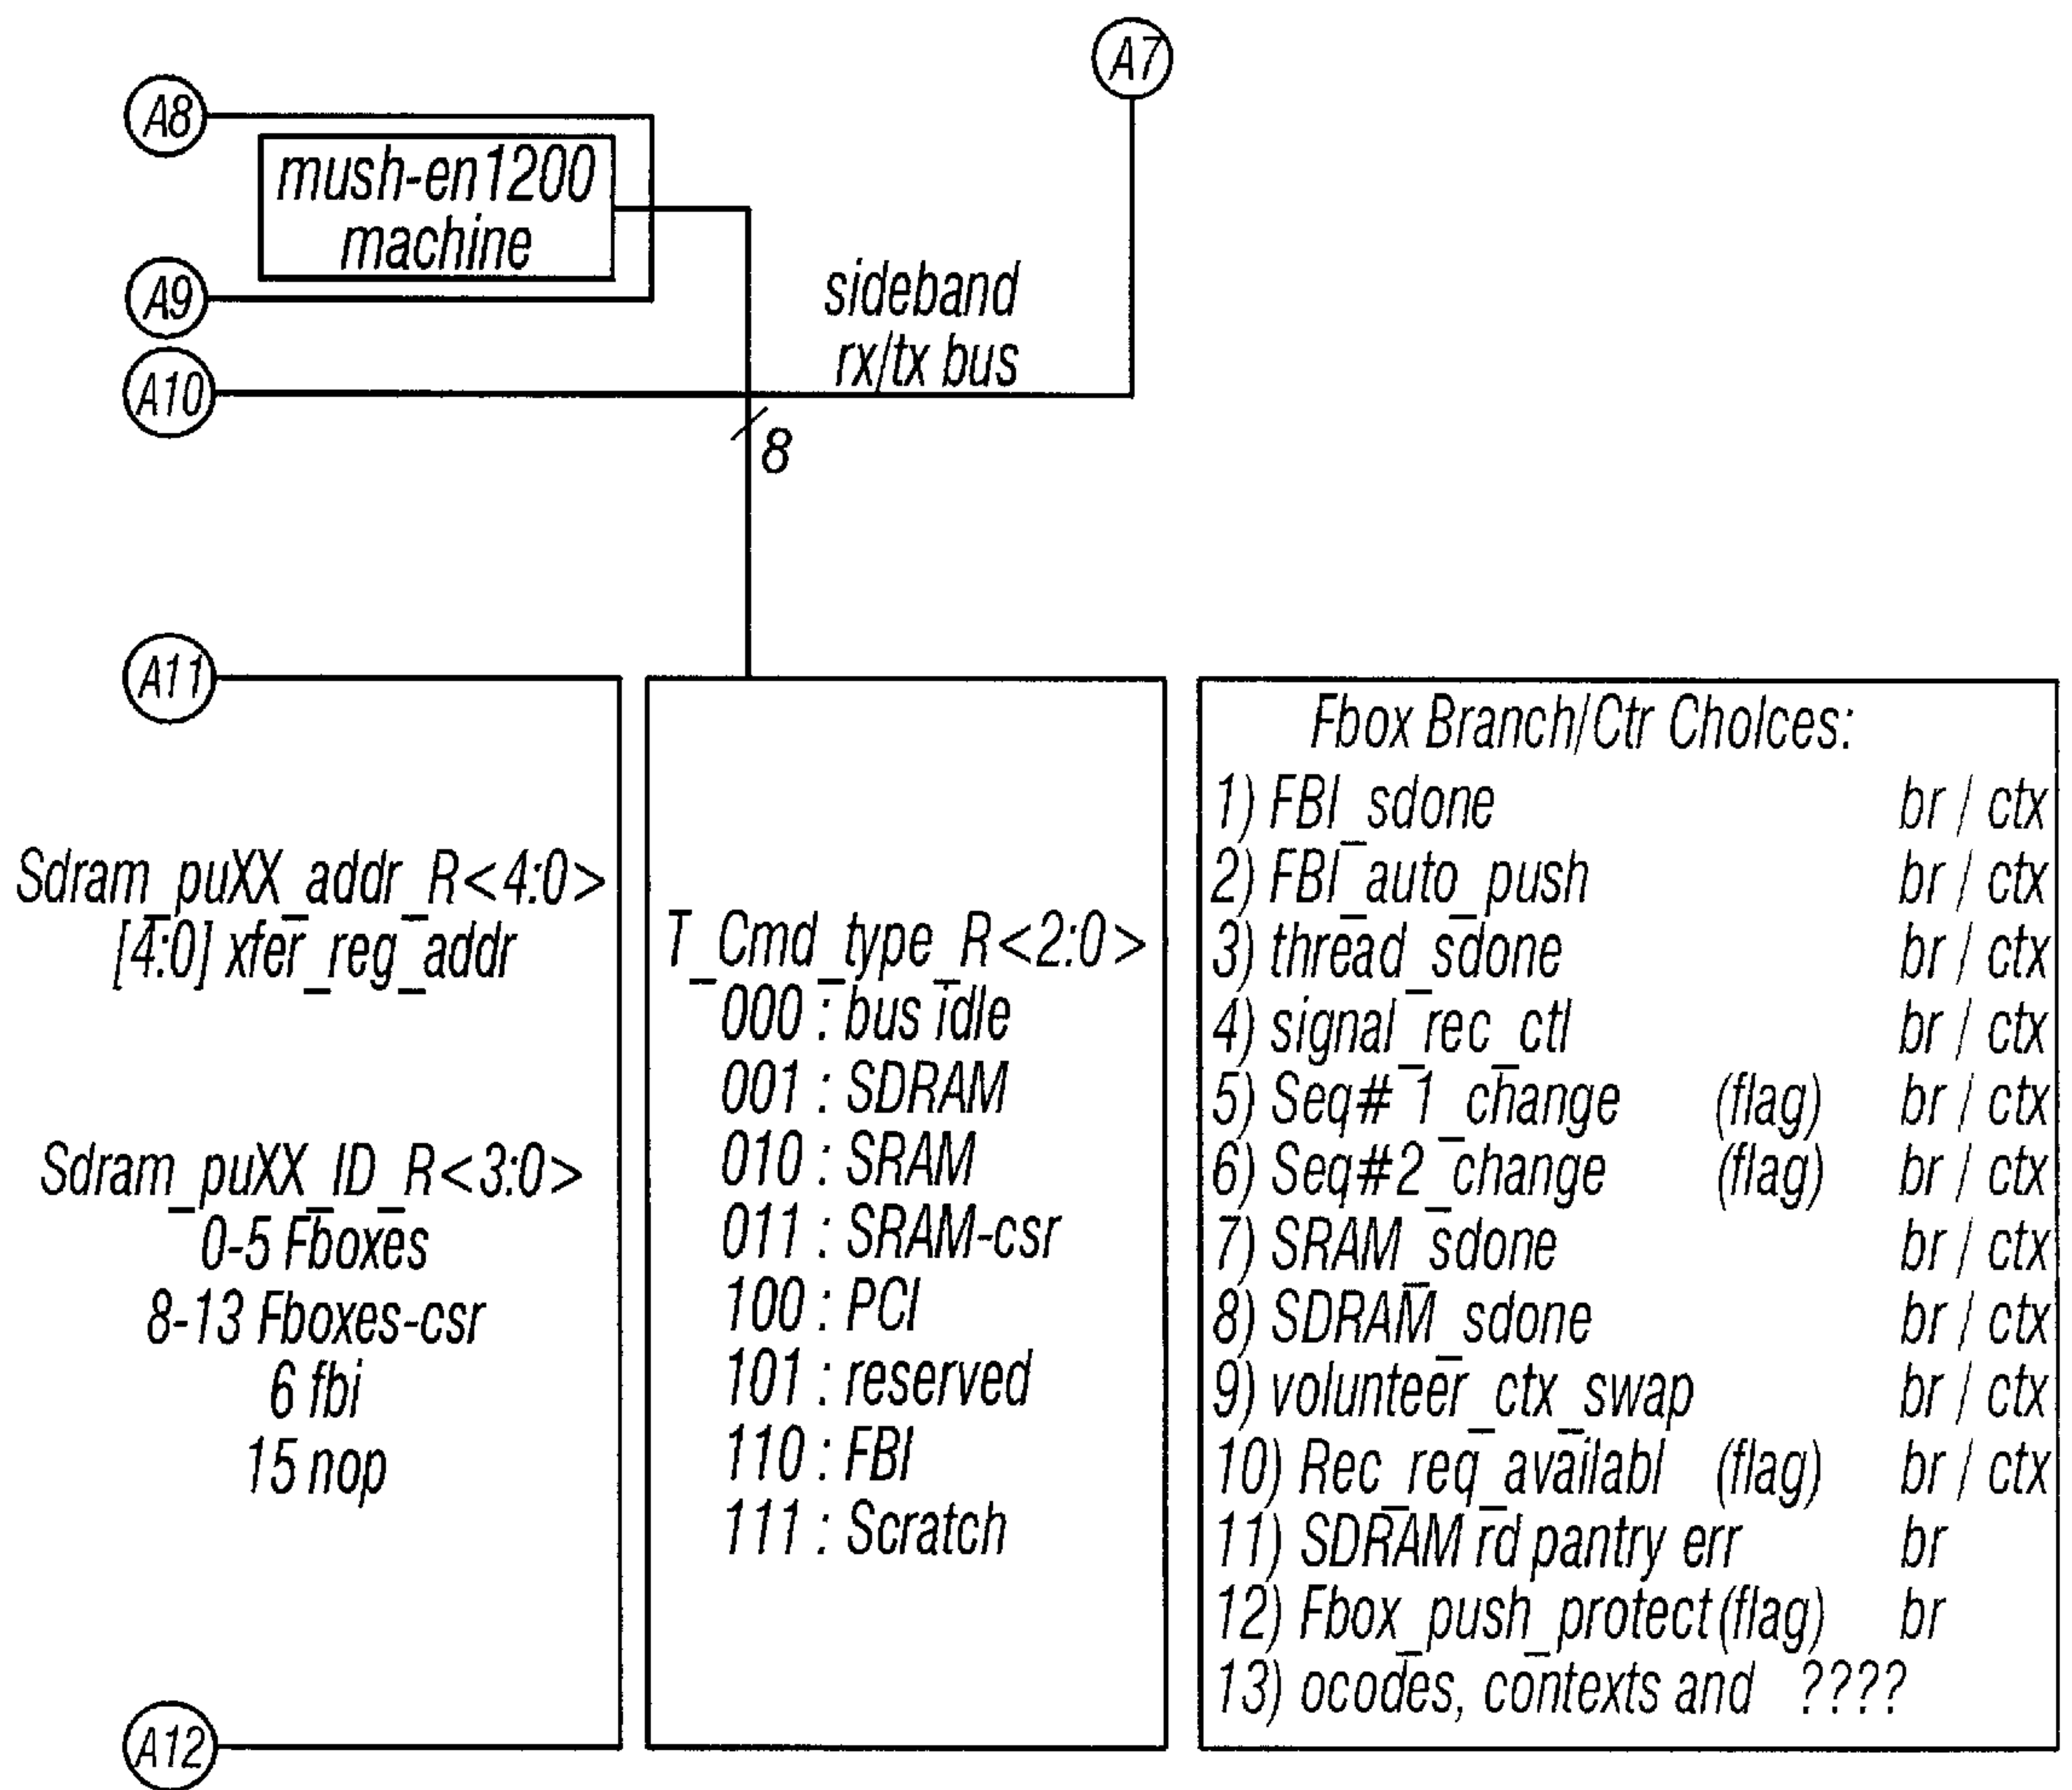 A7
A8
mush-en1200
machine
A9
sideband
rx/tx bus
A10
8
A11
Sdram_puXX_addr_R<4:0>
[4:0] xfer_reg_addr
Sdram_puXX_ID_R<3:0>
0-5 Fboxes
8-13 Fboxes-csr
6 fbi
15 nop
A12
T_Cmd_type_R<2:0>
000 : bus idle
001 : SDRAM
010 : SRAM
011 : SRAM-csr
100 : PCI
101 : reserved
110 : FBI
111 : Scratch
Fbox Branch/Ctr Cholces:
1) FBI_sdone br / ctx
2) FBI_auto_push br / ctx
3) thread_sdone br / ctx
4) signal_rec_ctl br / ctx
5) Seq# 1_change (flag) br / ctx
6) Seq#2_change (flag) br / ctx
7) SRAM_sdone br / ctx
8) SDRAM_sdone br / ctx
9) volunteer_ctx_swap br / ctx
10) Rec_req_availabl (flag) br / ctx
11) SDRAM rd pantry err br
12) Fbox_push_protect (flag) br
13) ocodes, contexts and ????